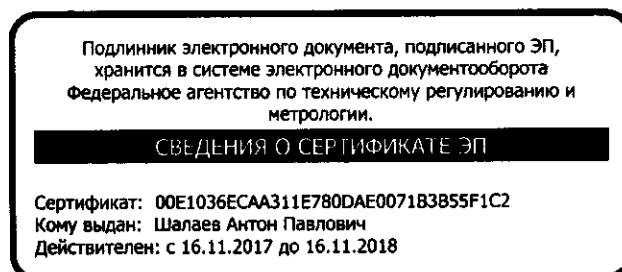 Подлинник электронного документа, подписанного ЭП,
хранится в системе электронного документооборота
Федеральное агентство по техническому регулированию и
метрологии.
СВЕДЕНИЯ О СЕРТИФИКАТЕ ЭП
Сертификат: 00E1036ECAA311E780DAE0071B3B55F1C2
Кому выдан: Шалаев Антон Павлович
Действителен: с 16.11.2017 до 16.11.2018